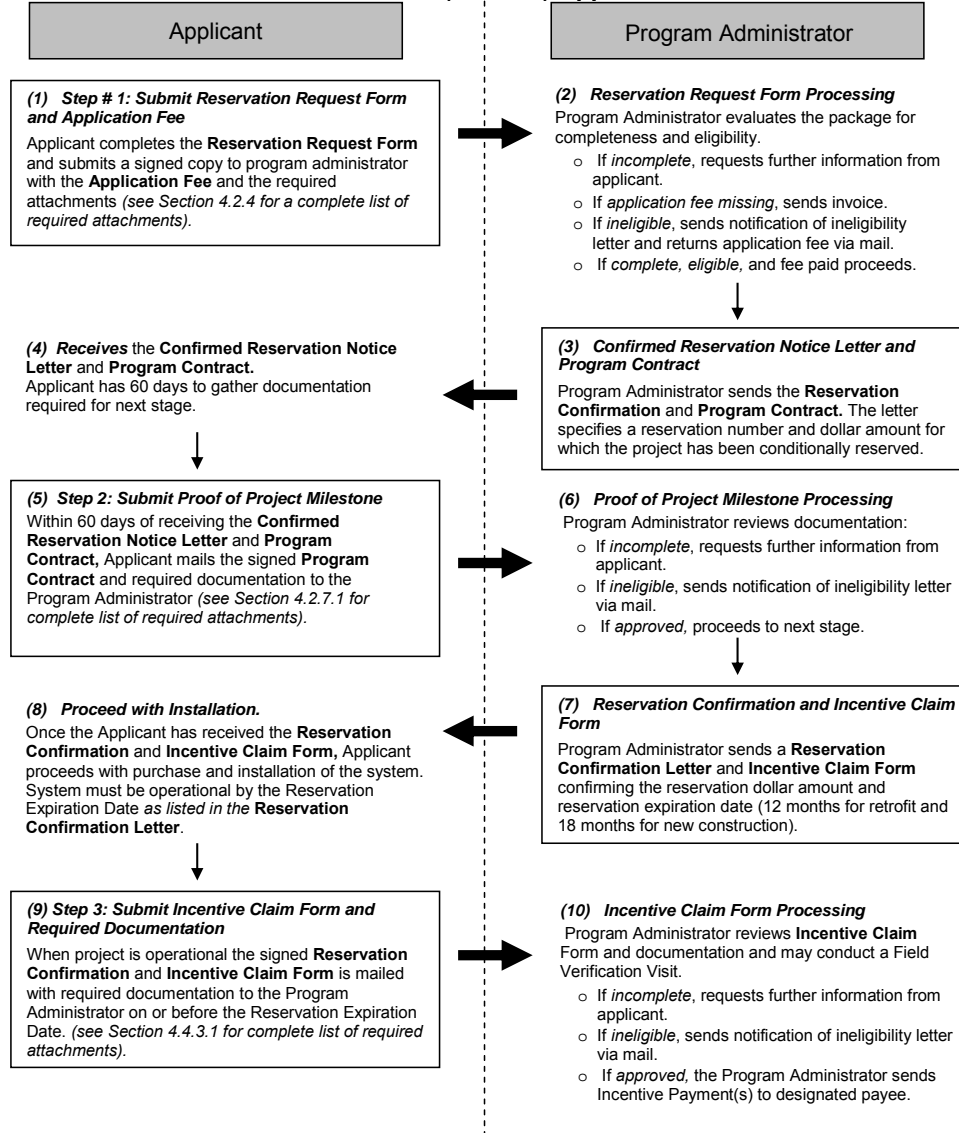 Applicant
Program Administrator
(1) Step # 1: Submit Reservation Request Form
and Application Fee
Applicant completes the Reservation Request Form
and submits a signed copy to program administrator
with the Application Fee and the required
attachments (see Section 4.2.4 for a complete list of
required attachments).
(2) Reservation Request Form Processing
Program Administrator evaluates the package for
completeness and eligibility.
o If incomplete, requests further information from
applicant.
o If application fee missing, sends invoice.
o If ineligible, sends notification of ineligibility
letter and returns application fee via mail.
o If complete, eligible, and fee paid proceeds.
(3) Confirmed Reservation Notice Letter and
Program Contract
Program Administrator sends the Reservation
Confirmation and Program Contract. The letter
specifies a reservation number and dollar amount for
which the project has been conditionally reserved.
(4) Receives the Confirmed Reservation Notice
Letter and Program Contract.
Applicant has 60 days to gather documentation
required for next stage.
(5) Step 2: Submit Proof of Project Milestone
Within 60 days of receiving the Confirmed
Reservation Notice Letter and Program
Contract, Applicant mails the signed Program
Contract and required documentation to the
Program Administrator (see Section 4.2.7.1 for
complete list of required attachments).
(6) Proof of Project Milestone Processing
Program Administrator reviews documentation:
o If incomplete, requests further information from
applicant.
o If ineligible, sends notification of ineligibility letter
via mail.
o If approved, proceeds to next stage.
(7) Reservation Confirmation and Incentive Claim
Form
Program Administrator sends a Reservation
Confirmation Letter and Incentive Claim Form
confirming the reservation dollar amount and
reservation expiration date (12 months for retrofit and
18 months for new construction).
(8) Proceed with Installation.
Once the Applicant has received the Reservation
Confirmation and Incentive Claim Form, Applicant
proceeds with purchase and installation of the system.
System must be operational by the Reservation
Expiration Date as listed in the Reservation
Confirmation Letter.
(9) Step 3: Submit Incentive Claim Form and
Required Documentation
When project is operational the signed Reservation
Confirmation and Incentive Claim Form is mailed
with required documentation to the Program
Administrator on or before the Reservation Expiration
Date. (see Section 4.4.3.1 for complete list of required
attachments).
(10) Incentive Claim Form Processing
Program Administrator reviews Incentive Claim
Form and documentation and may conduct a Field
Verification Visit.
o If incomplete, requests further information from
applicant.
o If ineligible, sends notification of ineligibility letter
via mail.
o If approved, the Program Administrator sends
Incentive Payment(s) to designated payee.